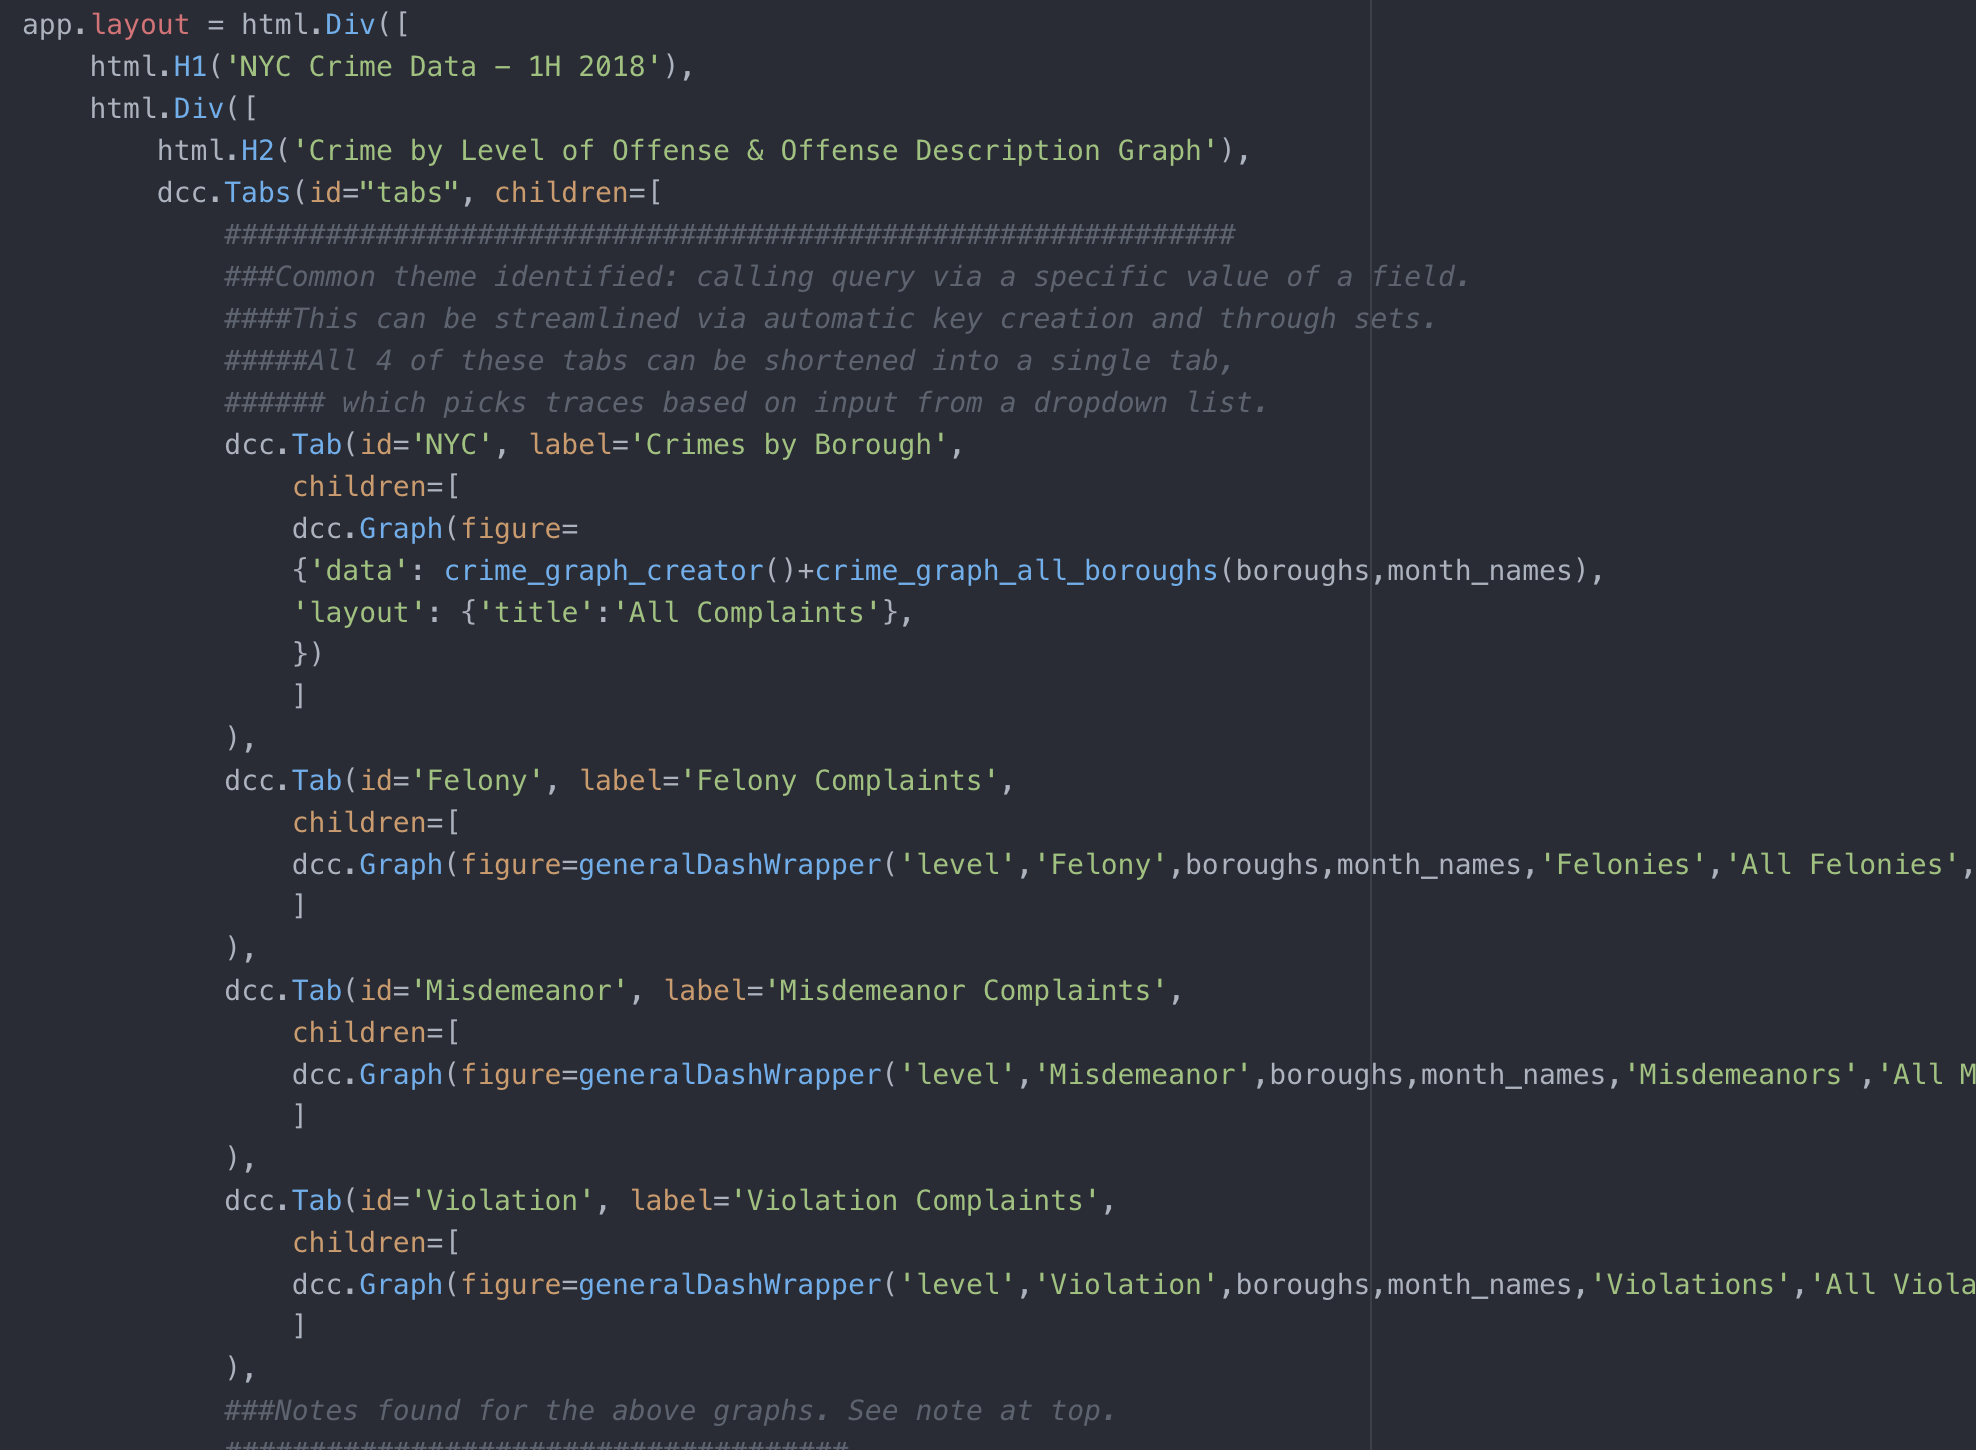 app.layout = html.Div([
    html.H1('NYC Crime Data – 1H 2018'),
    html.Div([
        html.H2('Crime by Level of Offense & Offense Description Graph'),
        dcc.Tabs(id="tabs", children=[
            ############################################################
            ###Common theme identified: calling query via a specific value of a field.
            ####This can be streamlined via automatic key creation and through sets.
            #####All 4 of these tabs can be shortened into a single tab,
            ###### which picks traces based on input from a dropdown list.
            dcc.Tab(id='NYC', label='Crimes by Borough',
                children=[
                dcc.Graph(figure=
                {'data': crime_graph_creator()+crime_graph_all_boroughs(boroughs,month_names),
                'layout': {'title':'All Complaints'},
                })
                ]
            ),
            dcc.Tab(id='Felony', label='Felony Complaints',
                children=[
                dcc.Graph(figure=generalDashWrapper('level','Felony',boroughs,month_names,'Felonies','All Felonies',
                ]
            ),
            dcc.Tab(id='Misdemeanor', label='Misdemeanor Complaints',
                children=[
                dcc.Graph(figure=generalDashWrapper('level','Misdemeanor',boroughs,month_names,'Misdemeanors','All M
                ]
            ),
            dcc.Tab(id='Violation', label='Violation Complaints',
                children=[
                dcc.Graph(figure=generalDashWrapper('level','Violation',boroughs,month_names,'Violations','All Viola
                ]
            ),
            ###Notes found for the above graphs. See note at top.
            #####################################